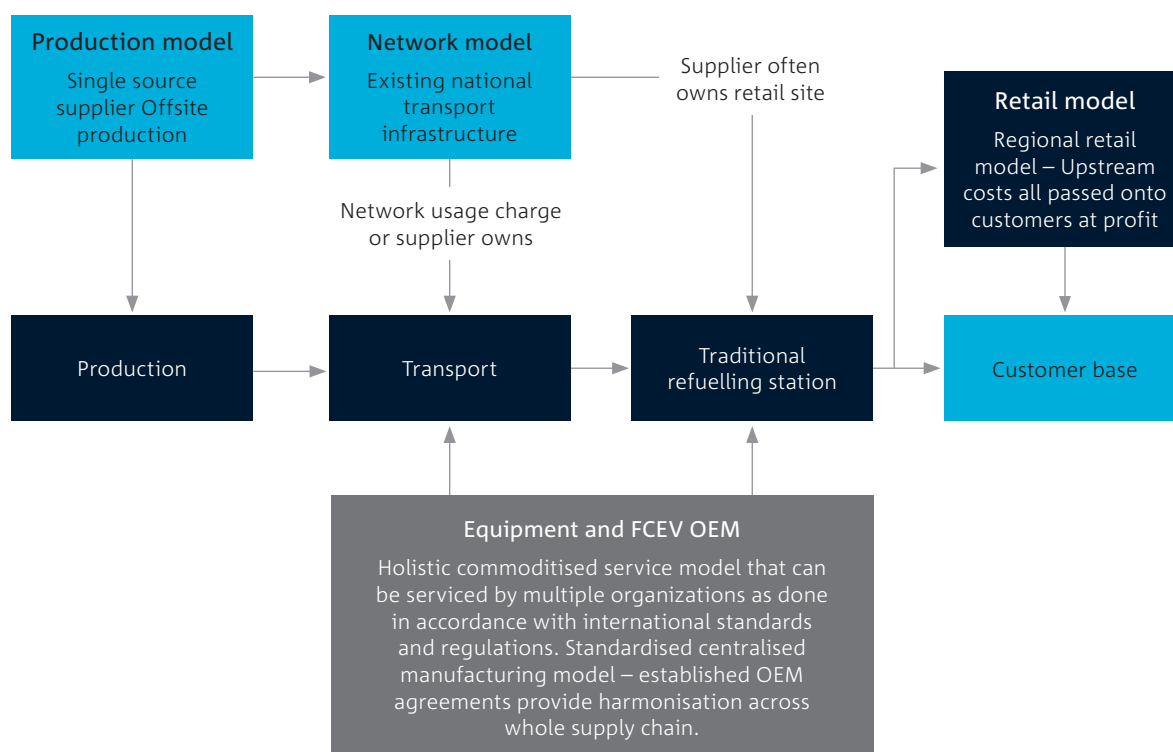 Production model
Single source
supplier Offsite
production
Network model
Existing national
transport
infrastructure
Supplier often
owns retail site
Retail model
Regional retail
model – Upstream
costs all passed onto
customers at profit
Network usage charge
or supplier owns
Production
Transport
Traditional
refuelling station
Customer base
Equipment and FCEV OEM
Holistic commoditised service model that can
be serviced by multiple organizations as done
in accordance with international standards
and regulations. Standardised centralised
manufacturing model – established OEM
agreements provide harmonisation across
whole supply chain.